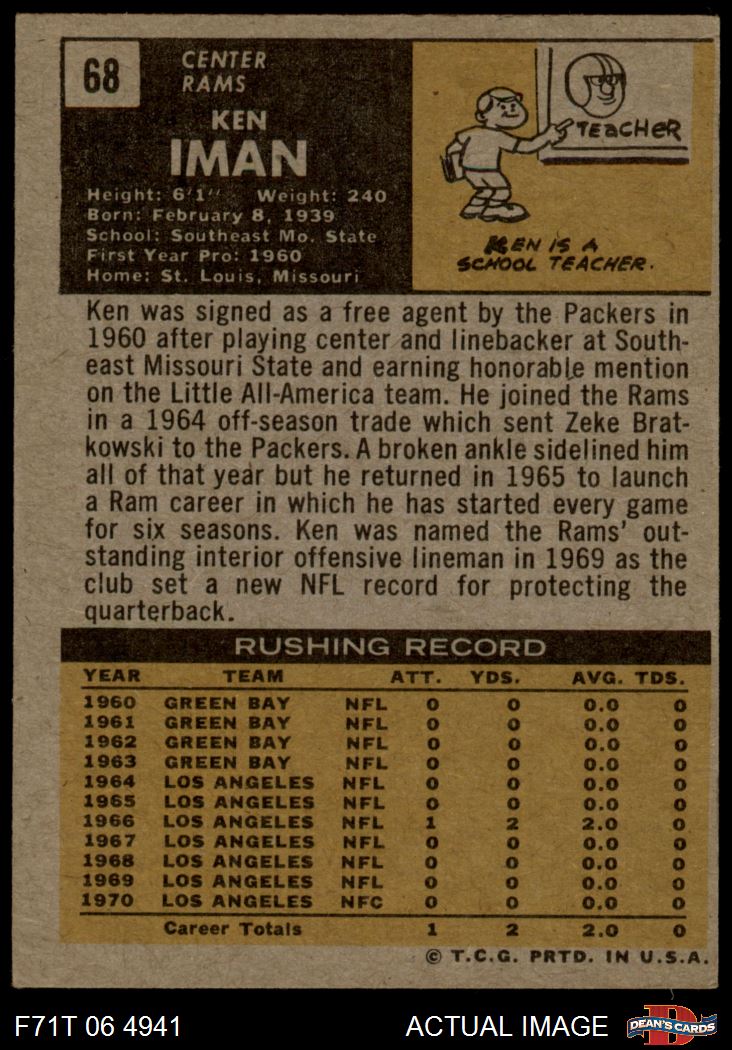 68
CENTER
RAMS
KEN
IMAN
Height: 6'1" Weight: 240
Born: February 8, 1939
School: Southeast Mo. State
First Year Pro: 1960
Home: St. Louis, Missouri
TEACHER
KEN IS A
SCHOOL TEACHER.
Ken was signed as a free agent by the Packers in
1960 after playing center and linebacker at South-
east Missouri State and earning honorable mention
on the Little All-America team. He joined the Rams
in a 1964 off-season trade which sent Zeke Brat-
kowski to the Packers. A broken ankle sidelined him
all of that year but he returned in 1965 to launch
a Ram career in which he has started every game
for six seasons. Ken was named the Rams' out-
standing interior offensive lineman in 1969 as the
club set a new NFL record for protecting the
quarterback.
RUSHING RECORD
YEAR TEAM ATT. YDS. AVG. TDS.
1960 GREEN BAY NFL 0 0 0.0 0
1961 GREEN BAY NFL 0 0 0.0 0
1962 GREEN BAY NFL 0 0 0.0 0
1963 GREEN BAY NFL 0 0 0.0 0
1964 LOS ANGELES NFL 0 0 0.0 0
1965 LOS ANGELES NFL 0 0 0.0 0
1966 LOS ANGELES NFL 1 2 2.0 0
1967 LOS ANGELES NFL 0 0 0.0 0
1968 LOS ANGELES NFL 0 0 0.0 0
1969 LOS ANGELES NFL 0 0 0.0 0
1970 LOS ANGELES NFC 0 0 0.0 0
Career Totals 1 2 2.0 0
© T.C.G. PRTD. IN U.S.A.
F71T 06 4941 ACTUAL IMAGE D DEAN'S CARDS